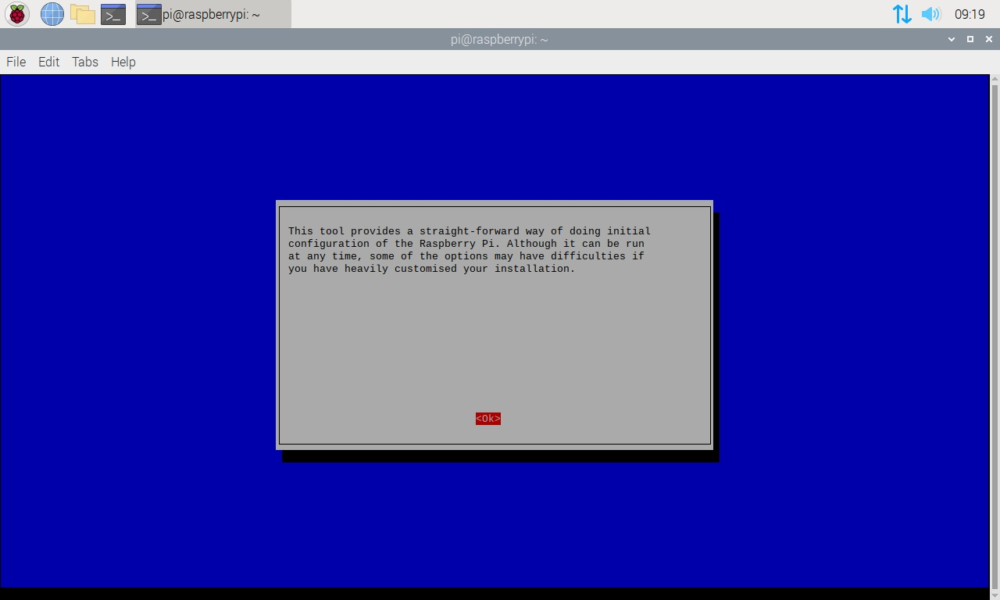 pi@raspberrypi: ~
09:19
pi@raspberrypi: ~
File Edit Tabs Help
This tool provides a straight-forward way of doing initial
configuration of the Raspberry Pi. Although it can be run
at any time, some of the options may have difficulties if
you have heavily customised your installation.
<Ok>